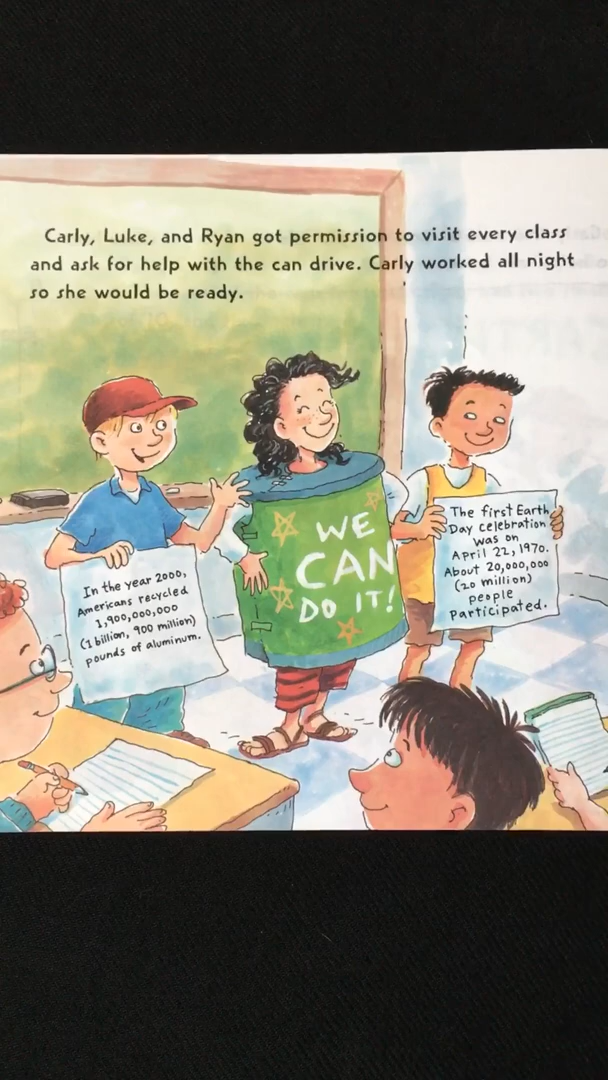 Carly, Luke, and Ryan got permission to visit every class
and ask for help with the can drive. Carly worked all night
so she would be ready.
In the year 2000,
Americans recycled
1,900,000,000
(1 billion, 900 million)
pounds of aluminum.
WE
CAN
DO IT!
The first Earth
Day celebration
was on
April 22, 1970.
About 20,000,000
(20 million)
people
participated.